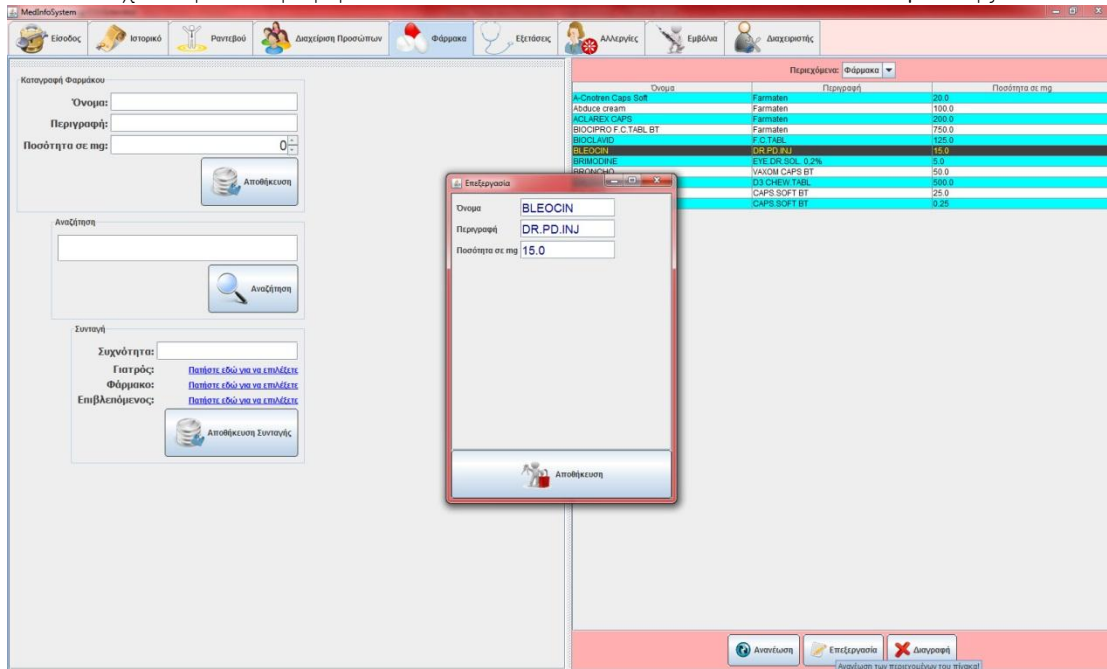 MedInfoSystem
Είσοδος Ιστορικό Ραντεβού Διαχείριση Προσώπων Φάρμακα Εξετάσεις Αλλεργίες Εμβόλια Διαχειριστής
Καταγραφή Φαρμάκου
Όνομα:
Περιγραφή:
Ποσότητα σε mg: 0
Αποθήκευση
Αναζήτηση
Αναζήτηση
Συνταγή
Συχνότητα:
Γιατρός: Πατήστε εδώ για να επιλέξετε
Φάρμακο: Πατήστε εδώ για να επιλέξετε
Επιβλεπόμενος: Πατήστε εδώ για να επιλέξετε
Αποθήκευση Συνταγής
Επεξεργασία
Όνομα BLEOCIN
Περιγραφή DR.PD.INJ
Ποσότητα σε mg 15.0
Αποθήκευση
Περιεχόμενα: Φάρμακα
Όνομα Περιγραφή Ποσότητα σε mg
A-Cnotren Caps Soft Farmaten 20.0
Abduce cream Farmaten 100.0
ACLAREX CAPS Farmaten 200.0
BIOCIPRO F.C.TABL BT Farmaten 750.0
BIOCLAVID F.C.TABL 125.0
BLEOCIN DR.PD.INJ 15.0
BRIMODINE EYE.DR.SOL. 0,2% 5.0
BRONCHO VAXOM CAPS BT 50.0
D3 CHEW.TABL 500.0
CAPS.SOFT BT 25.0
CAPS.SOFT BT 0.25
Ανανέωση Επεξεργασία Διαγραφή
Ανανέωση των περιεχομένων του πίνακα!